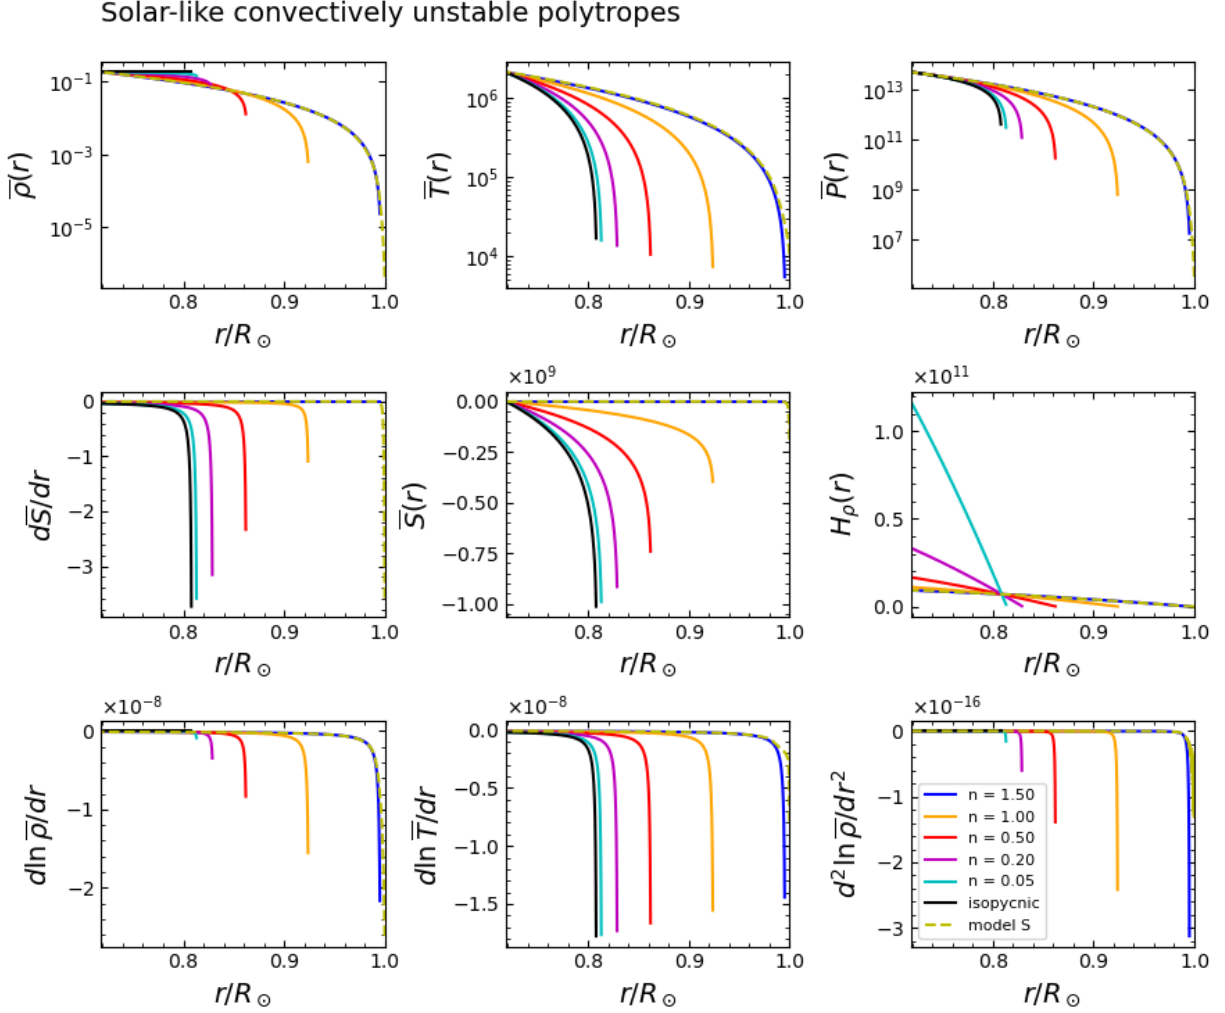 Solar-like convectively unstable polytropes
10⁻¹
10⁻³
10⁻⁵
ρ̅(r)
0.8 0.9 1.0
r/R⊙
10⁶
10⁵
10⁴
T̅(r)
0.8 0.9 1.0
r/R⊙
10¹³
10¹¹
10⁹
10⁷
P̅(r)
0.8 0.9 1.0
r/R⊙
0
−1
−2
−3
dS̅/dr
0.8 0.9 1.0
r/R⊙
×10⁹
0.00
−0.25
−0.50
−0.75
−1.00
S̅(r)
0.8 0.9 1.0
r/R⊙
×10¹¹
1.0
0.5
0.0
Hρ(r)
0.8 0.9 1.0
r/R⊙
×10⁻⁸
0
−1
−2
dlnρ̅/dr
0.8 0.9 1.0
r/R⊙
×10⁻⁸
0.0
−0.5
−1.0
−1.5
dlnT̅/dr
0.8 0.9 1.0
r/R⊙
×10⁻¹⁶
0
−1
−2
−3
d²lnρ̅/dr²
n = 1.50
n = 1.00
n = 0.50
n = 0.20
n = 0.05
isopycnic
model S
0.8 0.9 1.0
r/R⊙